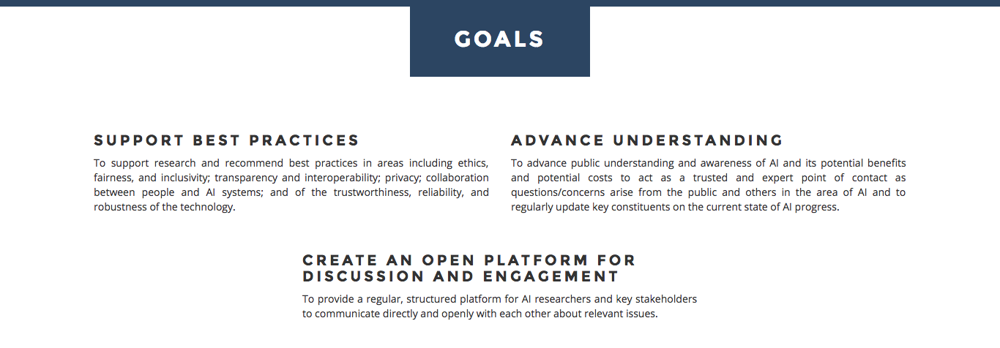 GOALS
SUPPORT BEST PRACTICES
To support research and recommend best practices in areas including ethics,
fairness, and inclusivity; transparency and interoperability; privacy; collaboration
between people and AI systems; and of the trustworthiness, reliability, and
robustness of the technology.
ADVANCE UNDERSTANDING
To advance public understanding and awareness of AI and its potential benefits
and potential costs to act as a trusted and expert point of contact as
questions/concerns arise from the public and others in the area of AI and to
regularly update key constituents on the current state of AI progress.
CREATE AN OPEN PLATFORM FOR
DISCUSSION AND ENGAGEMENT
To provide a regular, structured platform for AI researchers and key stakeholders
to communicate directly and openly with each other about relevant issues.